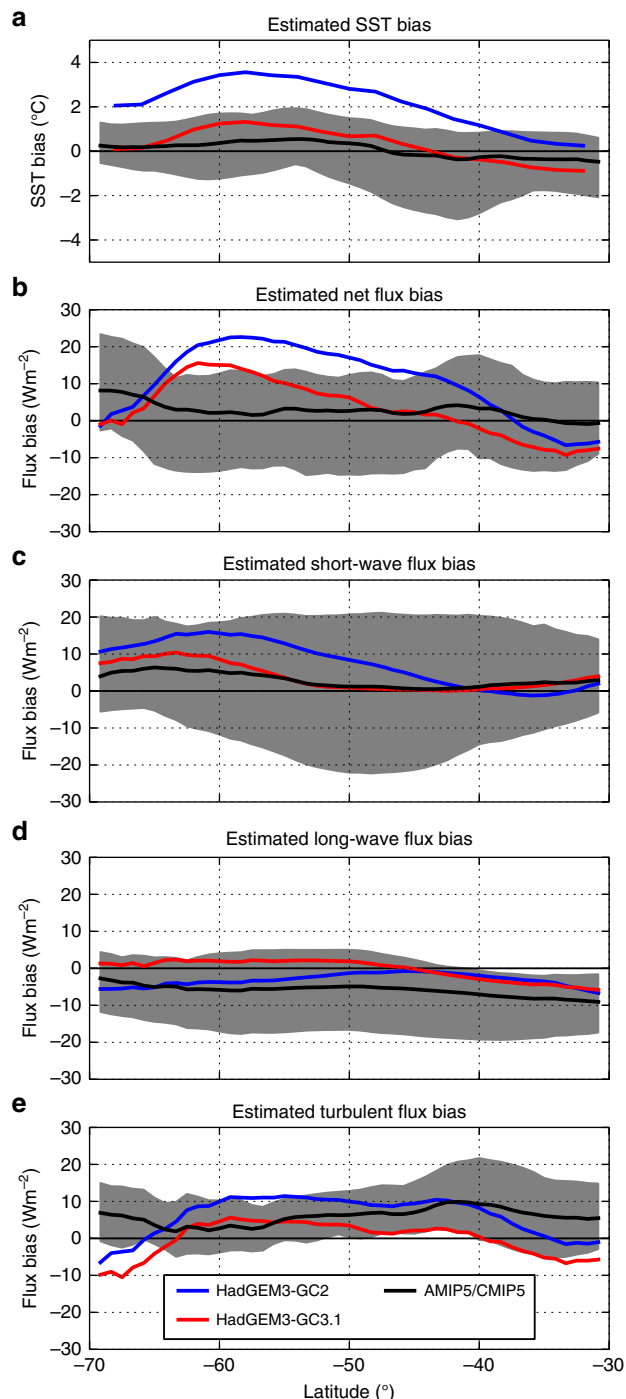 a
Estimated SST bias
SST bias (°C)
4
2
0
−2
−4
b
Estimated net flux bias
Flux bias (Wm−2)
30
20
10
0
−10
−20
−30
c
Estimated short-wave flux bias
Flux bias (Wm−2)
30
20
10
0
−10
−20
−30
d
Estimated long-wave flux bias
Flux bias (Wm−2)
30
20
10
0
−10
−20
−30
e
Estimated turbulent flux bias
Flux bias (Wm−2)
30
20
10
0
−10
−20
−30
HadGEM3-GC2
AMIP5/CMIP5
HadGEM3-GC3.1
−70 −60 −50 −40 −30
Latitude (°)